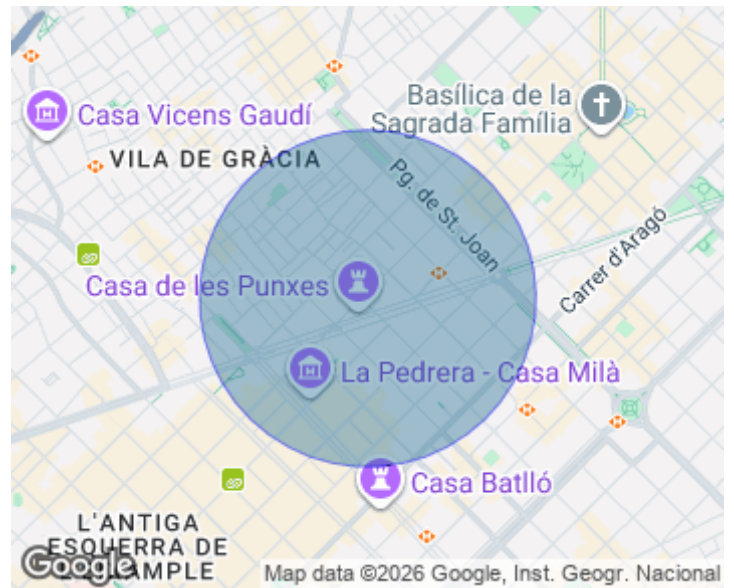 Basílica de la
Sagrada Família
Casa Vicens Gaudí
VILA DE GRÀCIA
Pg. de St. Joan
Carrer d'Aragó
Casa de les Punxes
La Pedrera - Casa Milà
Casa Batlló
L'ANTIGA
ESQUERRA DE
L'EIXAMPLE
Google
Map data ©2026 Google, Inst. Geogr. Nacional